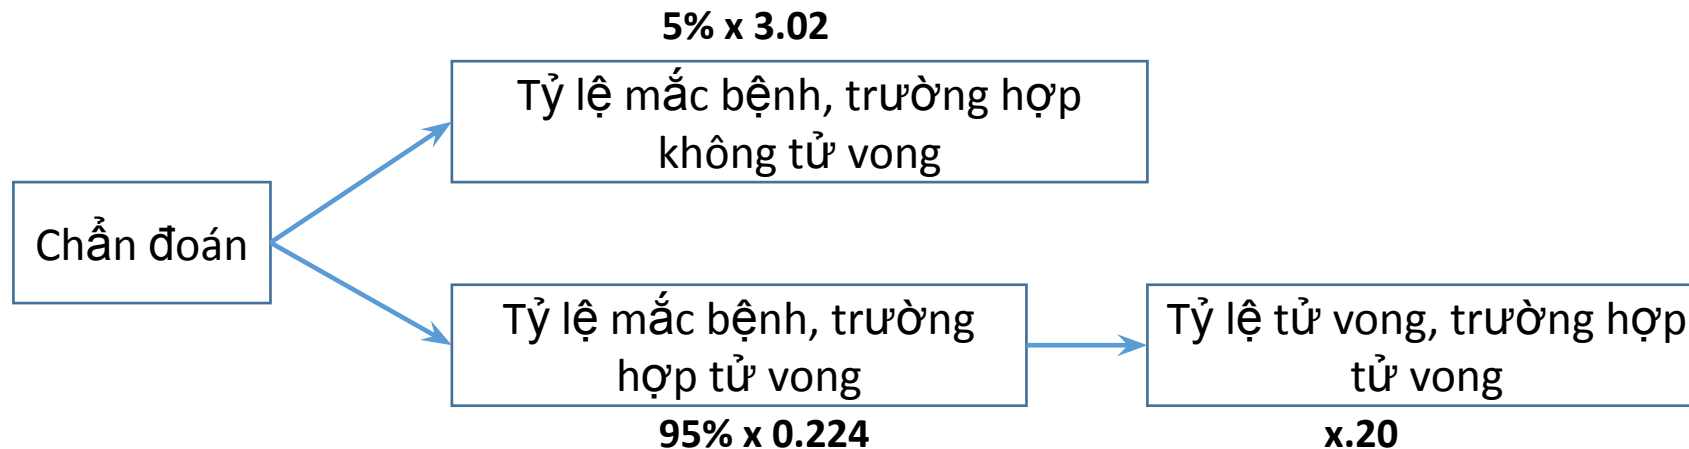 5% x 3.02
Tỷ lệ mắc bệnh, trường hợp
không tử vong
Chẩn đoán
Tỷ lệ mắc bệnh, trường
hợp tử vong
95% x 0.224
Tỷ lệ tử vong, trường hợp
tử vong
x.20